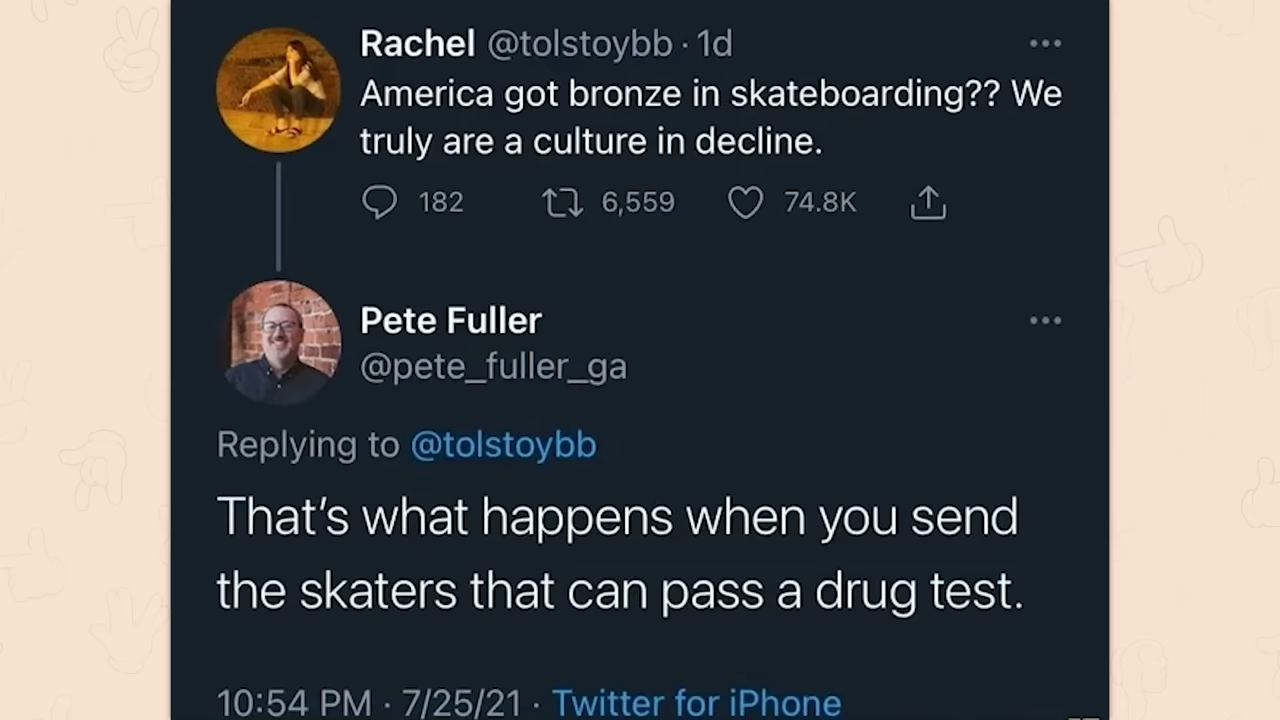 Rachel @tolstoybb · 1d
America got bronze in skateboarding?? We
truly are a culture in decline.
182 6,559 74.8K
Pete Fuller
@pete_fuller_ga
Replying to @tolstoybb
That’s what happens when you send
the skaters that can pass a drug test.
10:54 PM · 7/25/21 · Twitter for iPhone